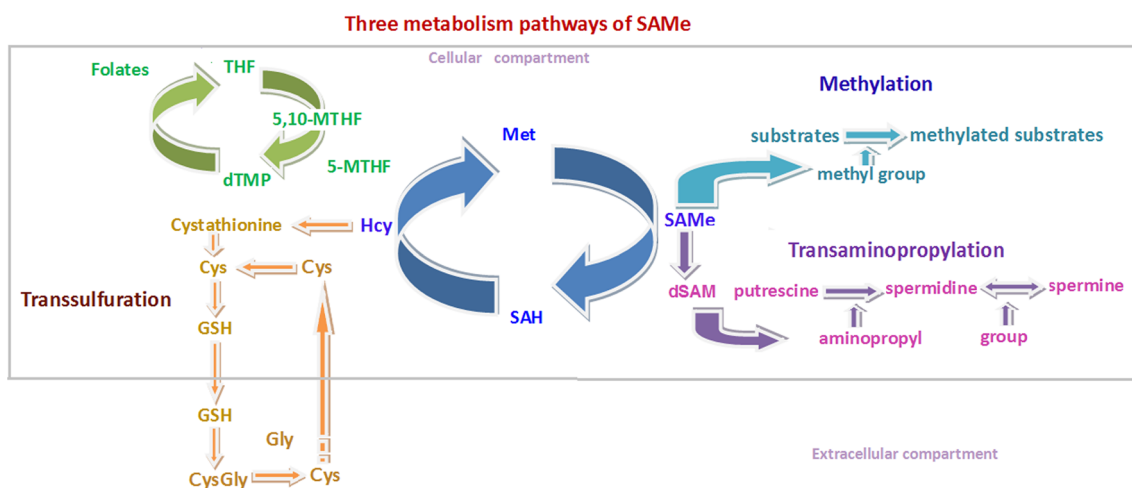 Three metabolism pathways of SAMe
Cellular compartment
Folates
THF
5,10-MTHF
5-MTHF
dTMP
Met
Hcy
SAMe
SAH
Methylation
substrates
methylated substrates
methyl group
Transaminopropylation
dSAM
putrescine
spermidine
spermine
aminopropyl
group
Transsulfuration
Cystathionine
Cys
Cys
GSH
GSH
Gly
CysGly
Cys
Extracellular compartment